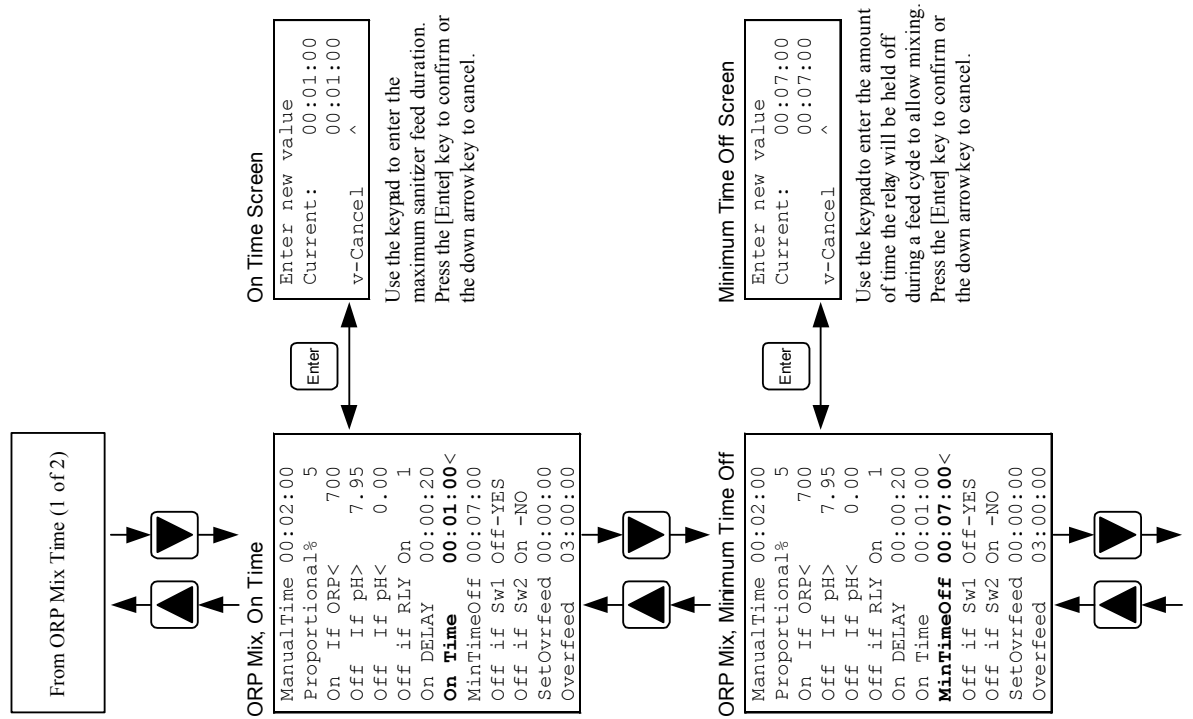 From ORP Mix Time (1 of 2)
ORP Mix, On Time
ManualTime 00:02:00
Proportional% 5
On If ORP< 700
Off If pH> 7.95
Off If pH< 0.00
Off if RLY On 1
On DELAY 00:00:20
On Time 00:01:00<
MinTimeOff 00:07:00
Off if Sw1 Off-YES
Off if Sw2 On -NO
SetOvrfeed 00:00:00
Overfeed 03:00:00
Enter
On Time Screen
Enter new value
Current: 00:01:00
00:01:00
v-Cancel ^
Use the keypad to enter the
maximum sanitizer feed duration.
Press the [Enter] key to confirm or
the down arrow key to cancel.
ORP Mix, Minimum Time Off
ManualTime 00:02:00
Proportional% 5
On If ORP< 700
Off If pH> 7.95
Off If pH< 0.00
Off if RLY On 1
On DELAY 00:00:20
On Time 00:01:00
MinTimeOff 00:07:00<
Off if Sw1 Off-YES
Off if Sw2 On -NO
SetOvrfeed 00:00:00
Overfeed 03:00:00
Enter
Minimum Time Off Screen
Enter new value
Current: 00:07:00
00:07:00
v-Cancel ^
Use the keypad to enter the amount
of time the relay will be held off
during a feed cycle to allow mixing.
Press the [Enter] key to confirm or
the down arrow key to cancel.